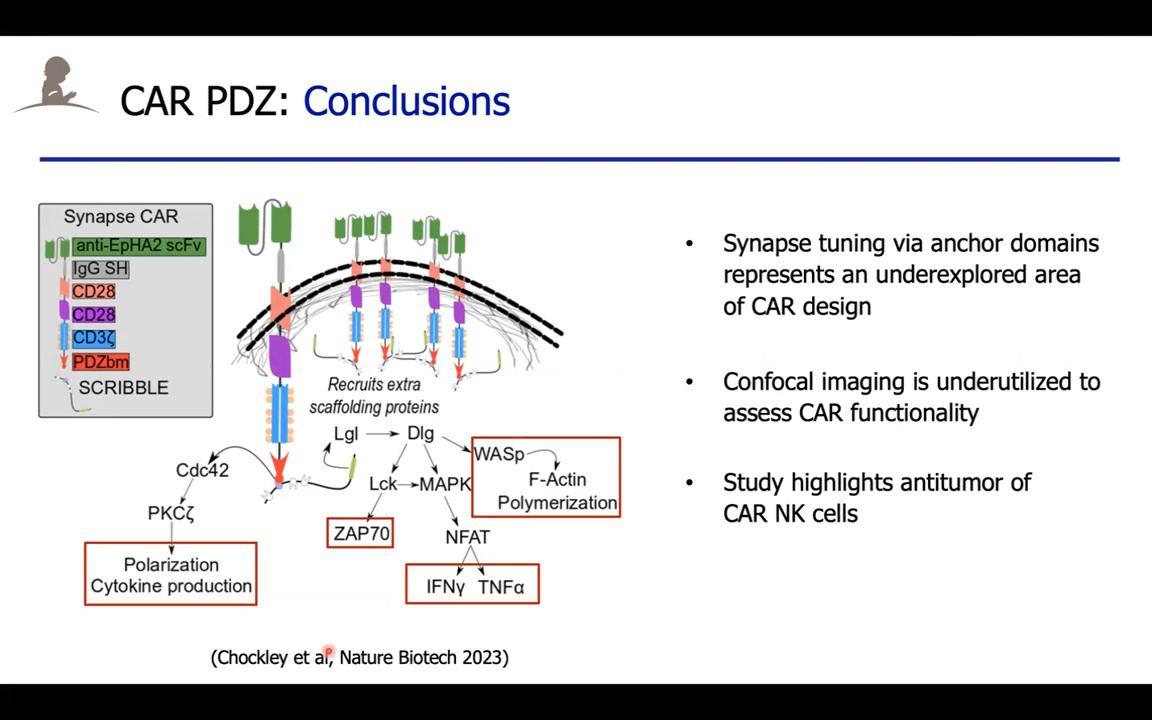 CAR PDZ: Conclusions
Synapse CAR
anti-EpHA2 scFv
IgG SH
CD28
CD28
CD3ζ
PDZbm
SCRIBBLE
Recruits extra
scaffolding proteins
Lgl
Dlg
Cdc42
WASp
F-Actin
Polymerization
Lck
MAPK
PKCζ
ZAP70
NFAT
Polarization
Cytokine production
IFNγ TNFα
(Chockley et al, Nature Biotech 2023)
• Synapse tuning via anchor domains
represents an underexplored area
of CAR design
• Confocal imaging is underutilized to
assess CAR functionality
• Study highlights antitumor of
CAR NK cells